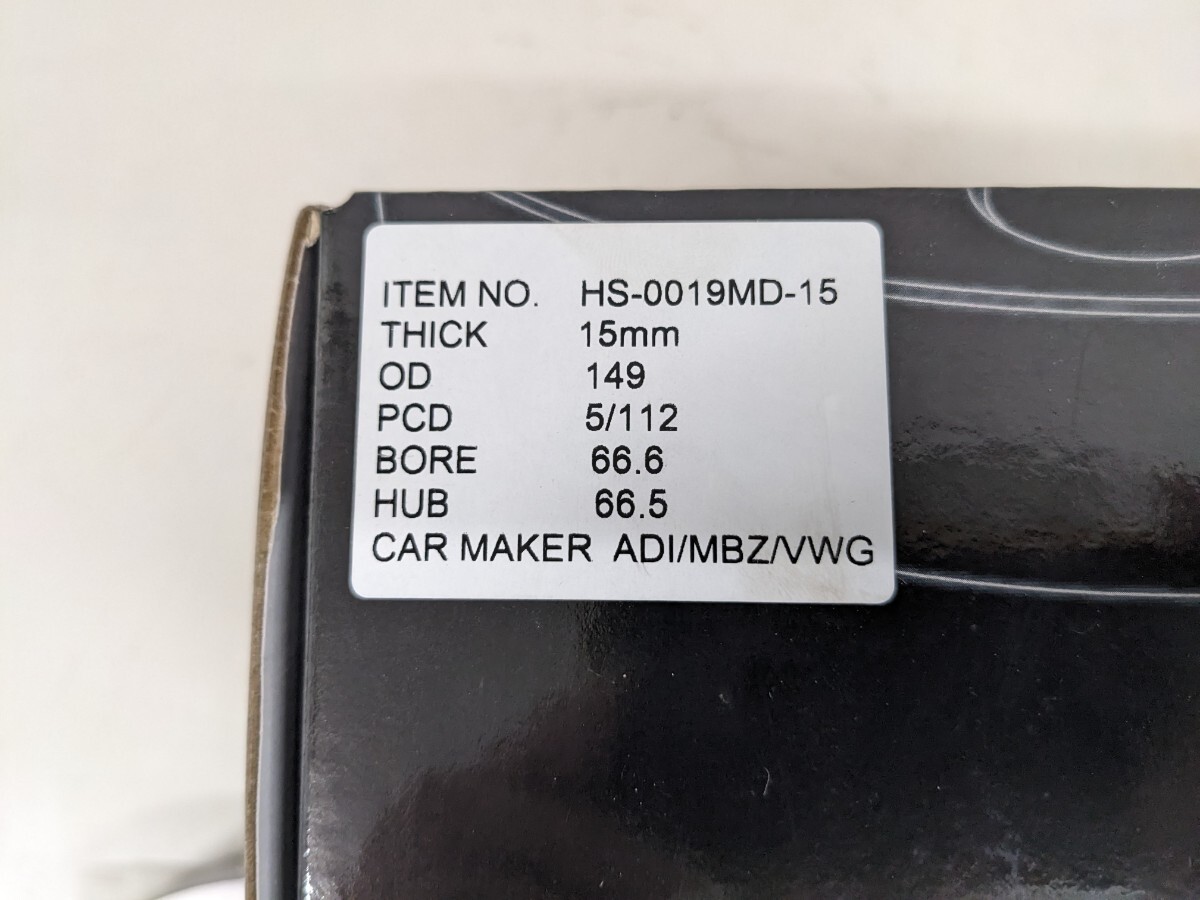 ITEM NO. HS-0019MD-15
THICK 15mm
OD 149
PCD 5/112
BORE 66.6
HUB 66.5
CAR MAKER ADI/MBZ/VWG